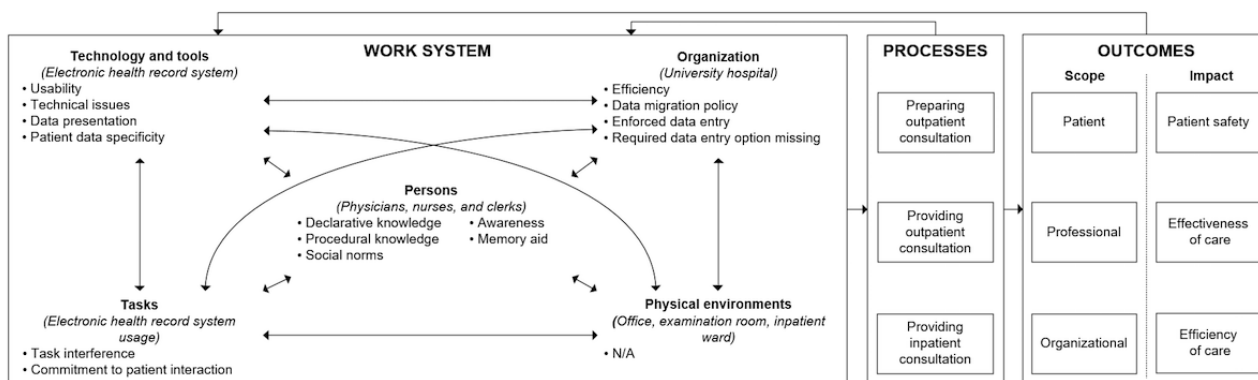 WORK SYSTEM
Technology and tools
(Electronic health record system)
• Usability
• Technical issues
• Data presentation
• Patient data specificity
Organization
(University hospital)
• Efficiency
• Data migration policy
• Enforced data entry
• Required data entry option missing
Persons
(Physicians, nurses, and clerks)
• Declarative knowledge
• Procedural knowledge
• Social norms
• Awareness
• Memory aid
Tasks
(Electronic health record system
usage)
• Task interference
• Commitment to patient interaction
Physical environments
(Office, examination room, inpatient
ward)
• N/A
PROCESSES
Preparing
outpatient
consultation
Providing
outpatient
consultation
Providing
inpatient
consultation
OUTCOMES
Scope
Impact
Patient
Patient safety
Professional
Effectiveness
of care
Organizational
Efficiency
of care